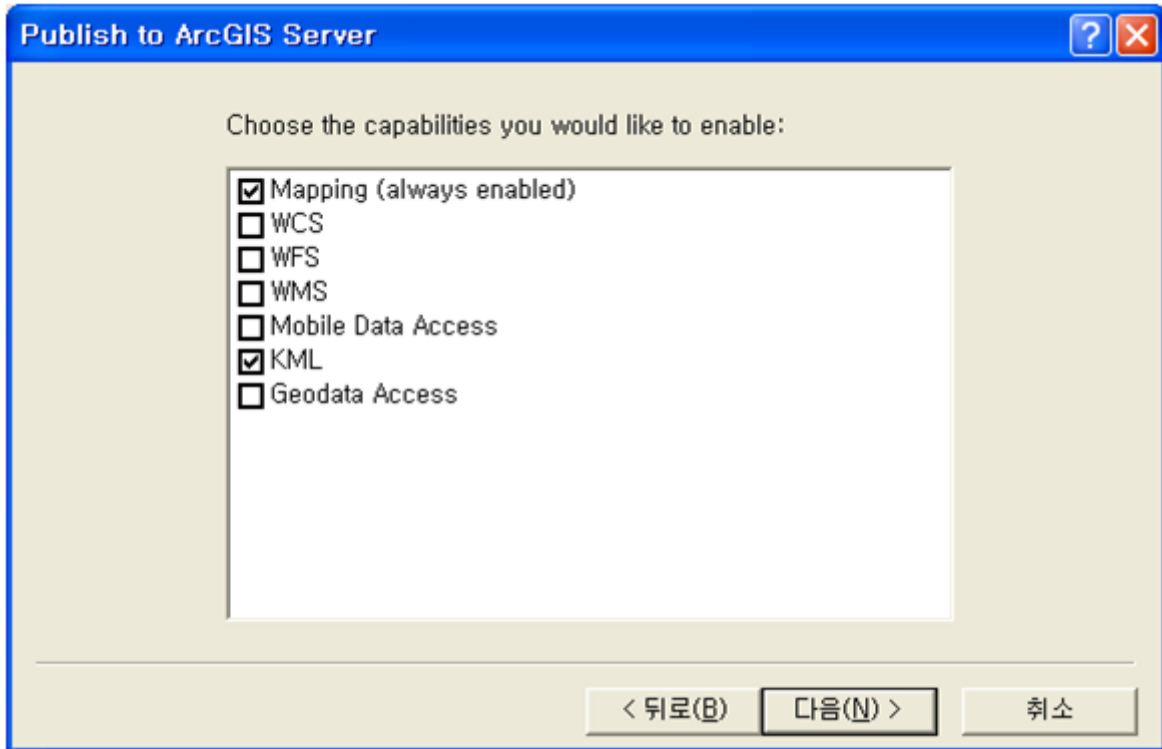 Publish to ArcGIS Server
Choose the capabilities you would like to enable:
Mapping (always enabled)
WCS
WFS
WMS
Mobile Data Access
KML
Geodata Access
< 뒤로(B) 다음(N) > 취소